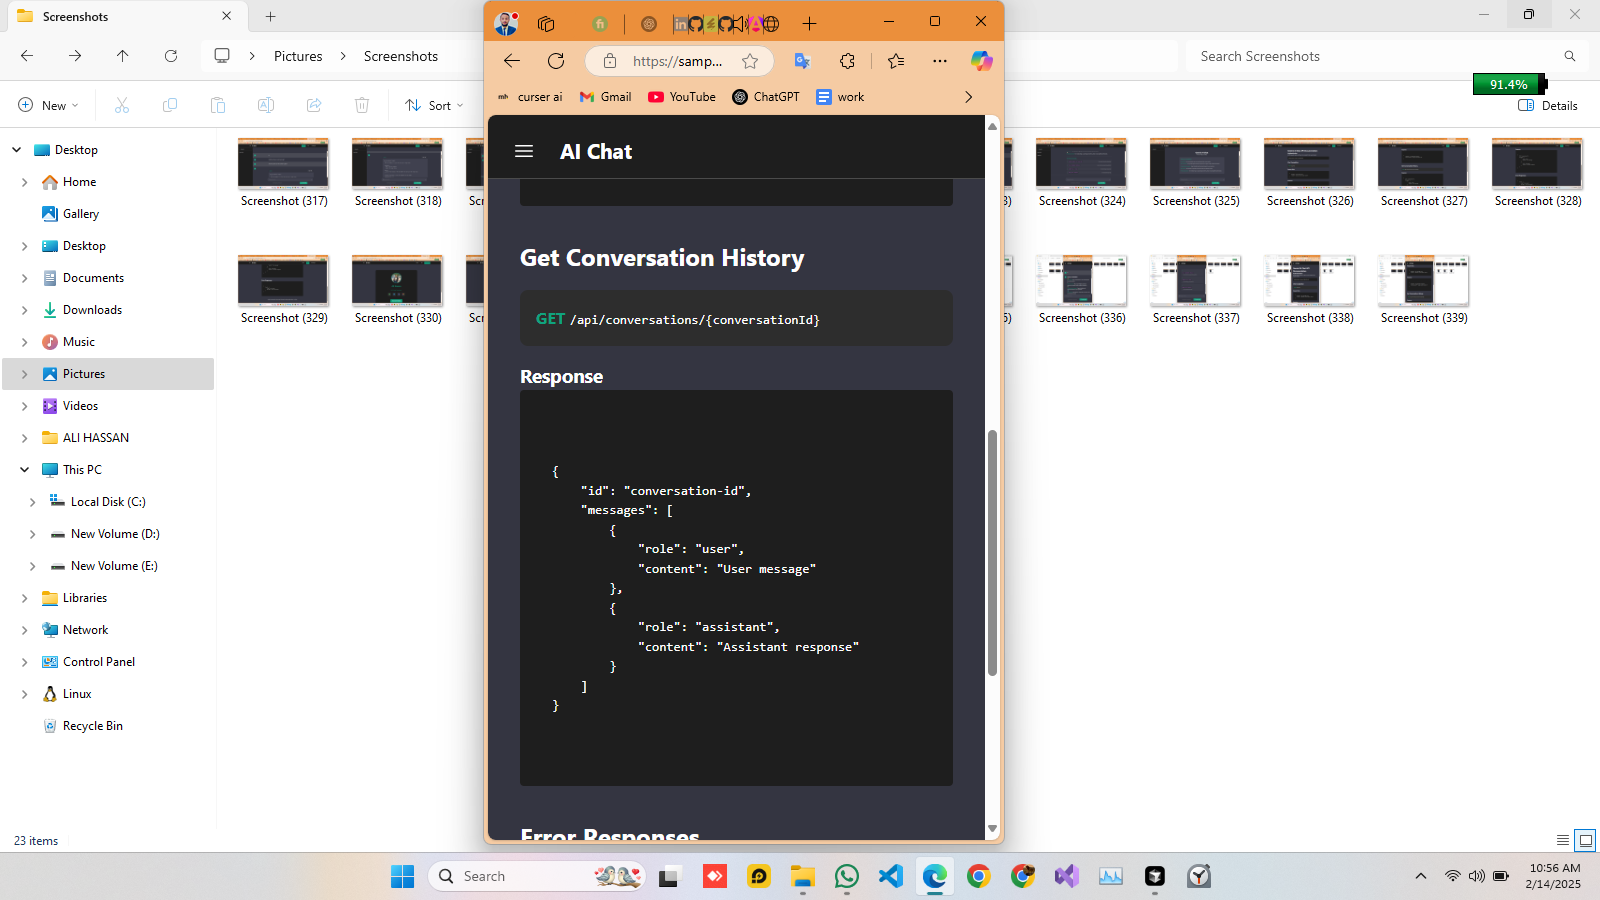 Screenshots
Pictures
Screenshots
Search Screenshots
New
Sort
91.4%
Details
Desktop
Home
Gallery
Desktop
Documents
Downloads
Music
Pictures
Videos
ALI HASSAN
This PC
Local Disk (C:)
New Volume (D:)
New Volume (E:)
Libraries
Network
Control Panel
Linux
Recycle Bin
23 items
Screenshot (317)
Screenshot (318)
Screenshot (324)
Screenshot (325)
Screenshot (326)
Screenshot (327)
Screenshot (328)
Screenshot (329)
Screenshot (330)
Screenshot (336)
Screenshot (337)
Screenshot (338)
Screenshot (339)
https://samp...
curser ai
Gmail
YouTube
ChatGPT
work
AI Chat
Get Conversation History
GET /api/conversations/{conversationId}
Response
{
"id": "conversation-id",
"messages": [
{
"role": "user",
"content": "User message"
},
{
"role": "assistant",
"content": "Assistant response"
}
]
}
Error Responses
Search
10:56 AM
2/14/2025